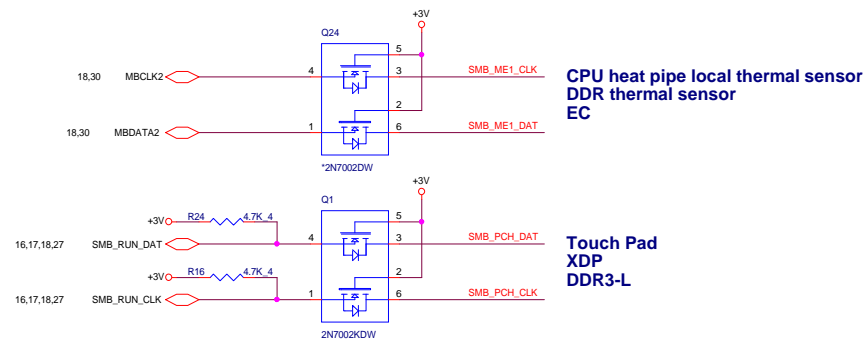 +3V
Q24
5
18,30 MBCLK2 4 3 SMB_ME1_CLK
CPU heat pipe local thermal sensor
DDR thermal sensor
EC
2
18,30 MBDATA2 1 6 SMB_ME1_DAT
*2N7002DW
+3V
Q1
+3V R24 4.7K_4 5
16,17,18,27 SMB_RUN_DAT 4 3 SMB_PCH_DAT
Touch Pad
XDP
DDR3-L
+3V R16 4.7K_4 2
16,17,18,27 SMB_RUN_CLK 1 6 SMB_PCH_CLK
2N7002KDW